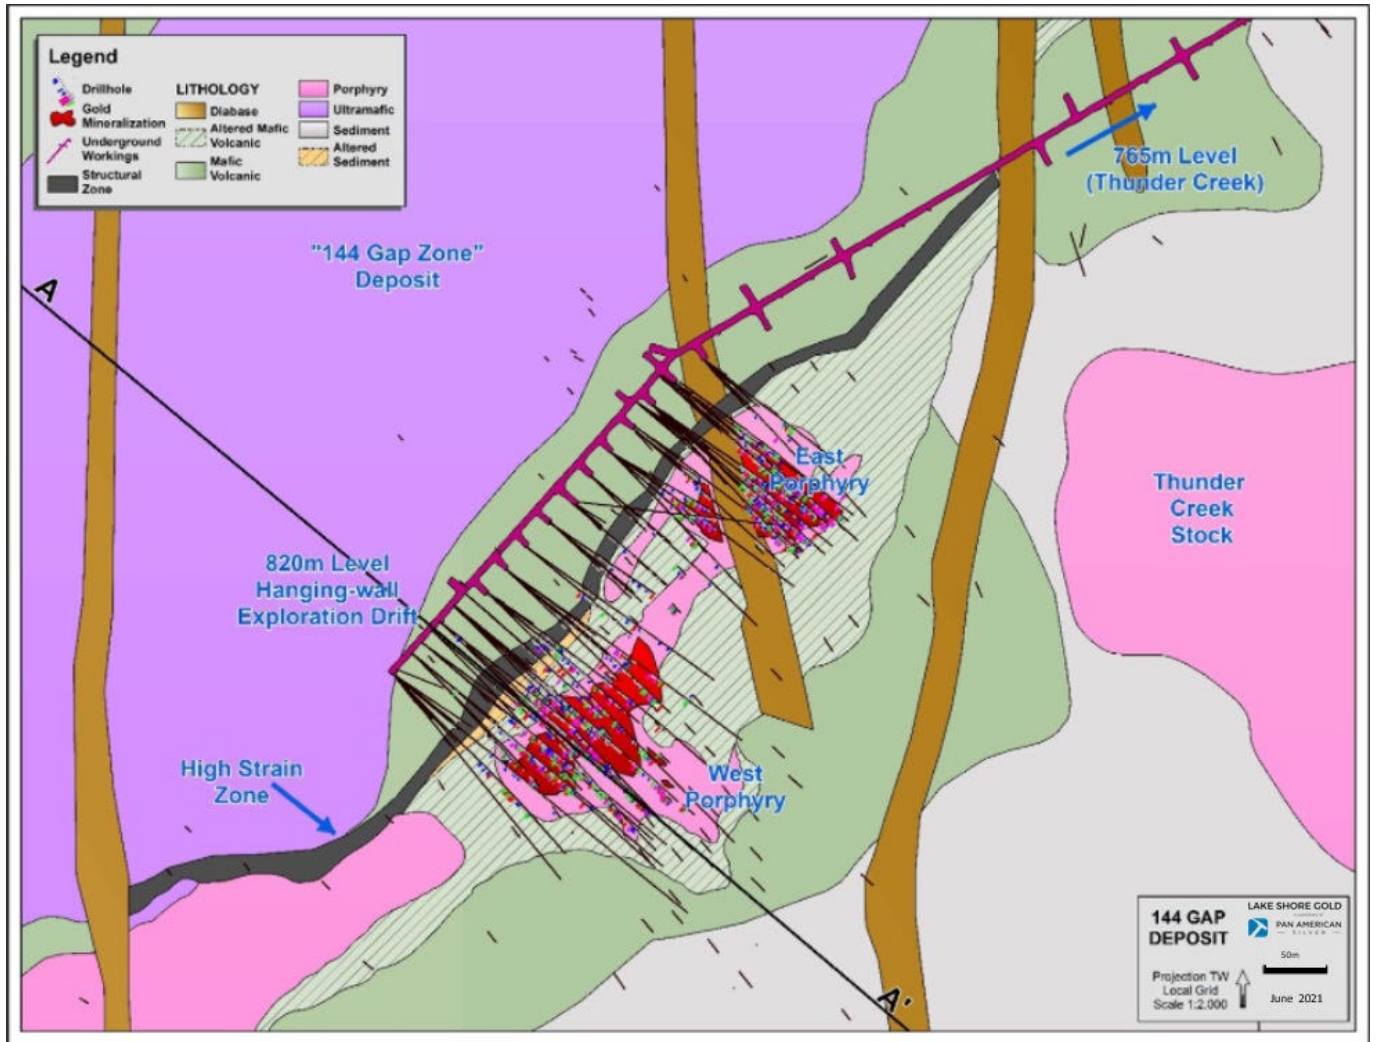 Legend
Drillhole
Gold
Mineralization
Underground
Workings
Structural
Zone
LITHOLOGY
Diabase
Altered Mafic
Volcanic
Mafic
Volcanic
Porphyry
Ultramafic
Sediment
Altered
Sediment
765m Level
(Thunder Creek)
"144 Gap Zone"
Deposit
A
East
Porphyry
Thunder
Creek
Stock
820m Level
Hanging-wall
Exploration Drift
High Strain
Zone
West
Porphyry
A'
144 GAP
DEPOSIT
LAKE SHORE GOLD
PAN AMERICAN
— SILVER —
Projection TW
Local Grid
Scale 1:2,000
50m
June 2021